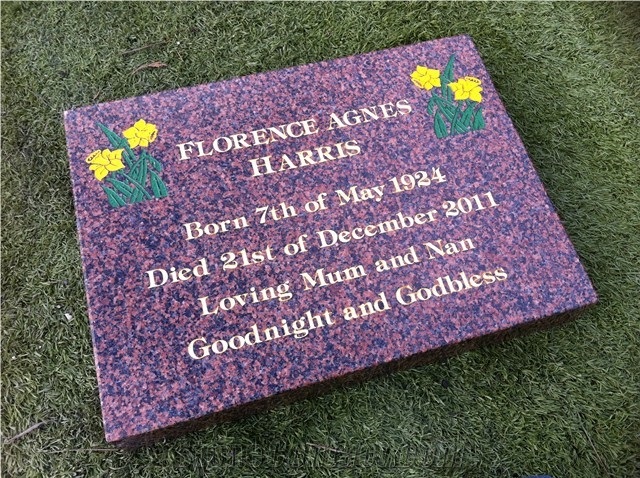 FLORENCE AGNES
HARRIS
Born 7th of May 1924
Died 21st of December 2011
Loving Mum and Nan
Goodnight and Godbless